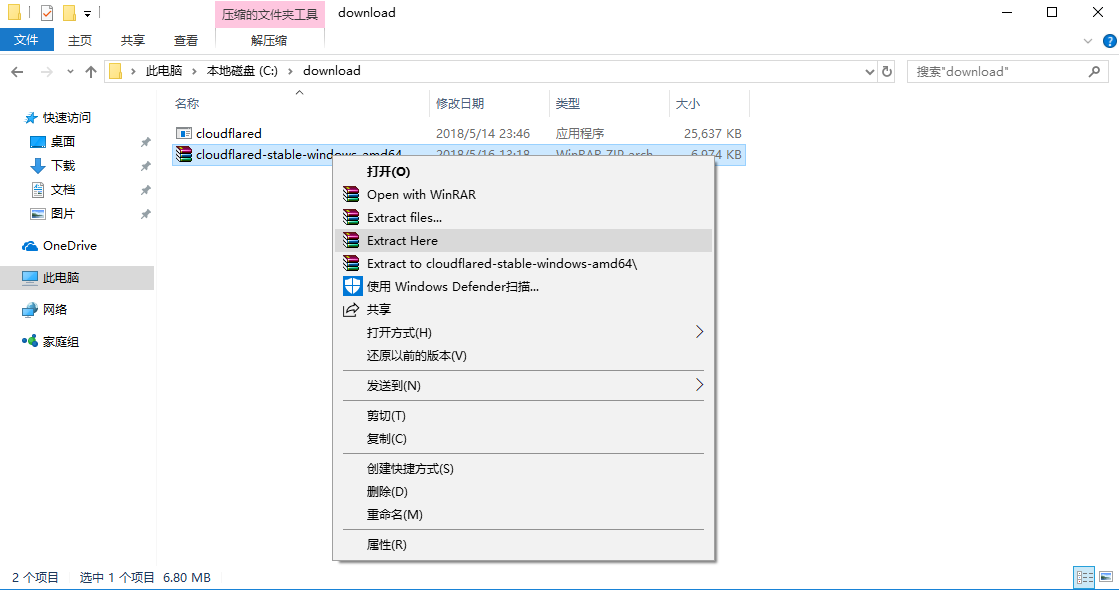 压缩的文件夹工具 download
文件 主页 共享 查看 解压缩
此电脑 本地磁盘 (C:) download 搜索"download"
名称 修改日期 类型 大小
快速访问
桌面
下载
文档
图片
OneDrive
此电脑
网络
家庭组
cloudflared 2018/5/14 23:46 应用程序 25,637 KB
cloudflared-stable-windows-amd64 2018/5/16 13:18 WinRAR ZIP arch... 6,974 KB
打开(O)
Open with WinRAR
Extract files...
Extract Here
Extract to cloudflared-stable-windows-amd64\
使用 Windows Defender扫描...
共享
打开方式(H)
还原以前的版本(V)
发送到(N)
剪切(T)
复制(C)
创建快捷方式(S)
删除(D)
重命名(M)
属性(R)
2 个项目 选中 1 个项目 6.80 MB